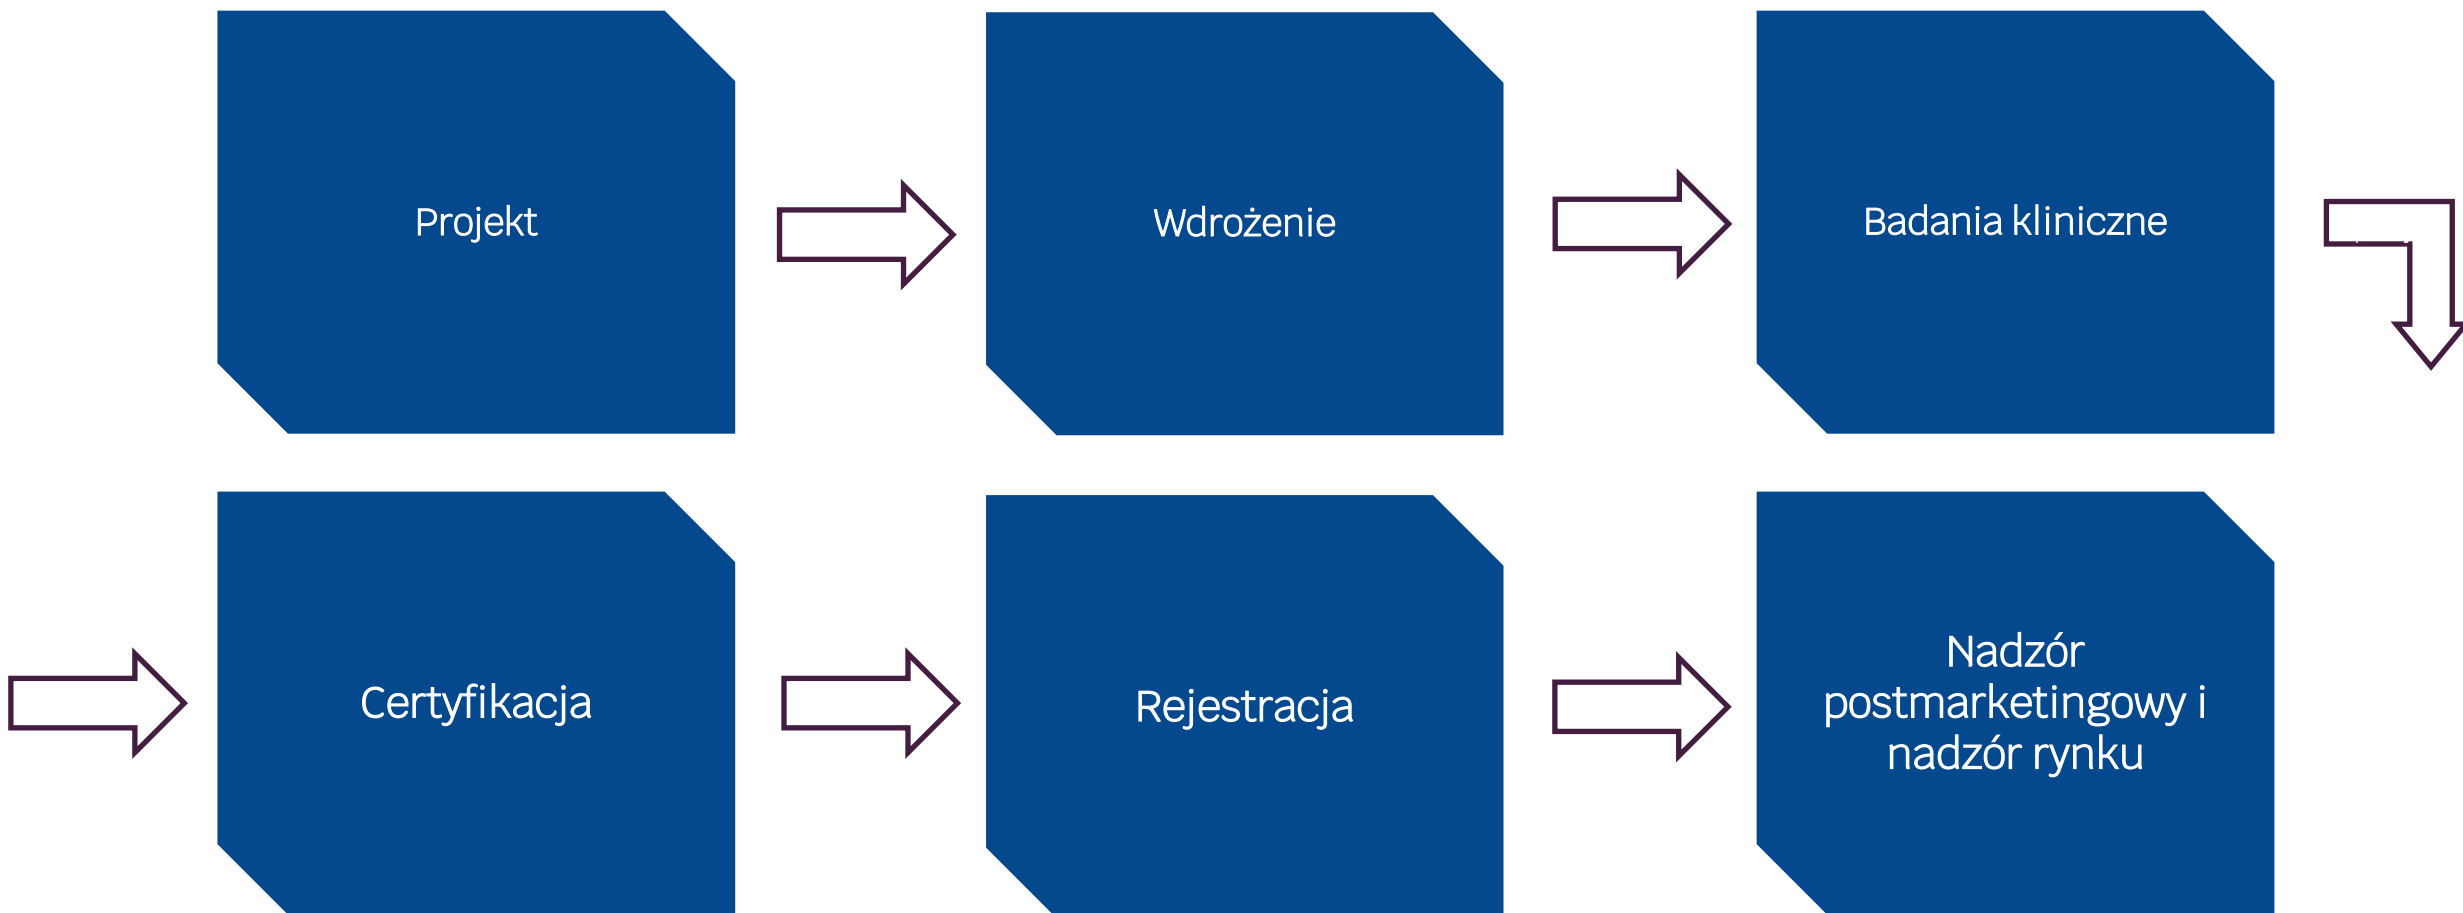 Projekt
Wdrożenie
Badania kliniczne
Certyfikacja
Rejestracja
Nadzór
postmarketingowy i
nadzór rynku